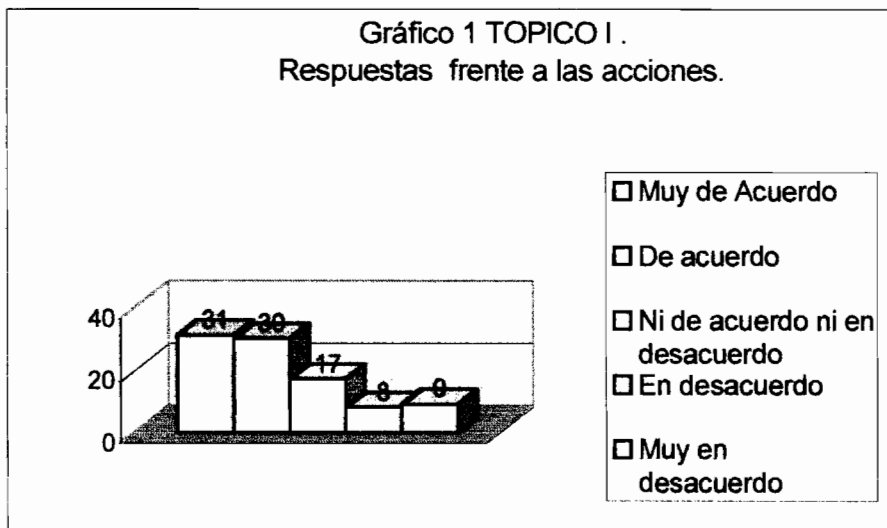 Gráfico 1 TOPICO I .
Respuestas frente a las acciones.
Muy de Acuerdo
De acuerdo
Ni de acuerdo ni en
desacuerdo
En desacuerdo
Muy en
desacuerdo
40
20
0
31
30
17
8
9